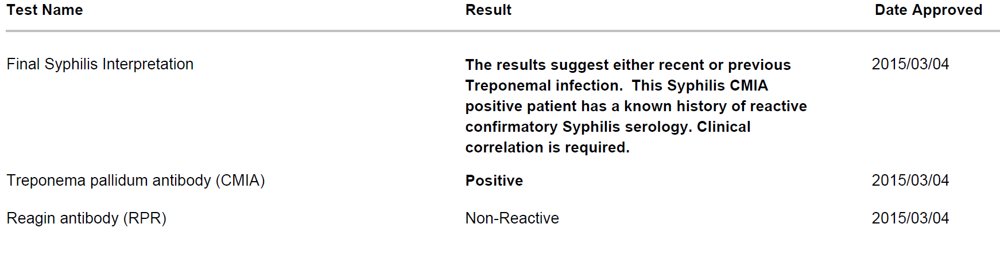 Test Name Result Date Approved
Final Syphilis Interpretation The results suggest either recent or previous 2015/03/04
Treponemal infection.  This Syphilis CMIA
positive patient has a known history of reactive
confirmatory Syphilis serology. Clinical
correlation is required.
Treponema pallidum antibody (CMIA) Positive 2015/03/04
Reagin antibody (RPR) Non-Reactive 2015/03/04